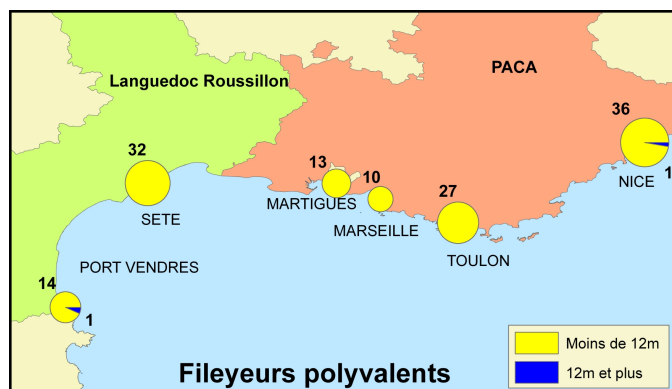 PACA
Languedoc Roussillon
36
1
NICE
32
SETE
13
MARTIGUES
10
MARSEILLE
27
TOULON
PORT VENDRES
14
1
Moins de 12m
12m et plus
Fileyeurs polyvalents